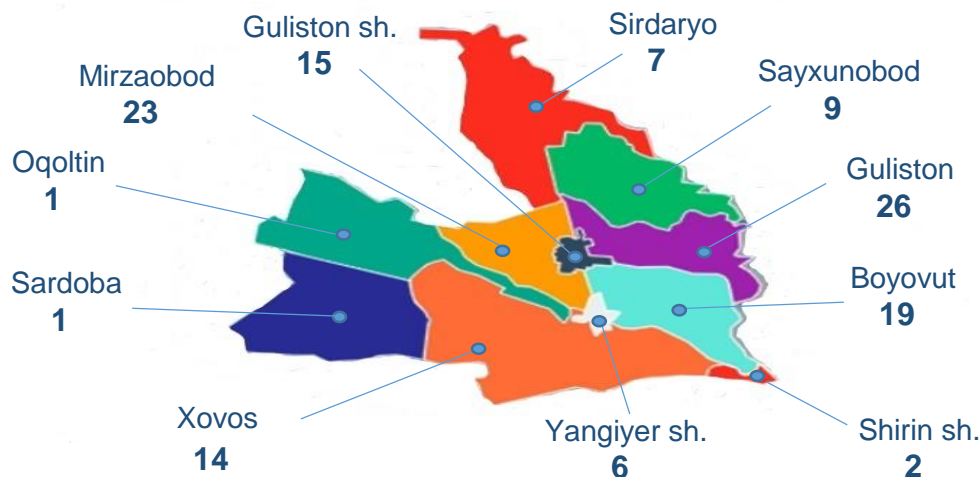 Guliston sh.
15
Sirdaryo
7
Mirzaobod
23
Sayxunobod
9
Oqoltin
1
Guliston
26
Sardoba
1
Boyovut
19
Xovos
14
Yangiyer sh.
6
Shirin sh.
2